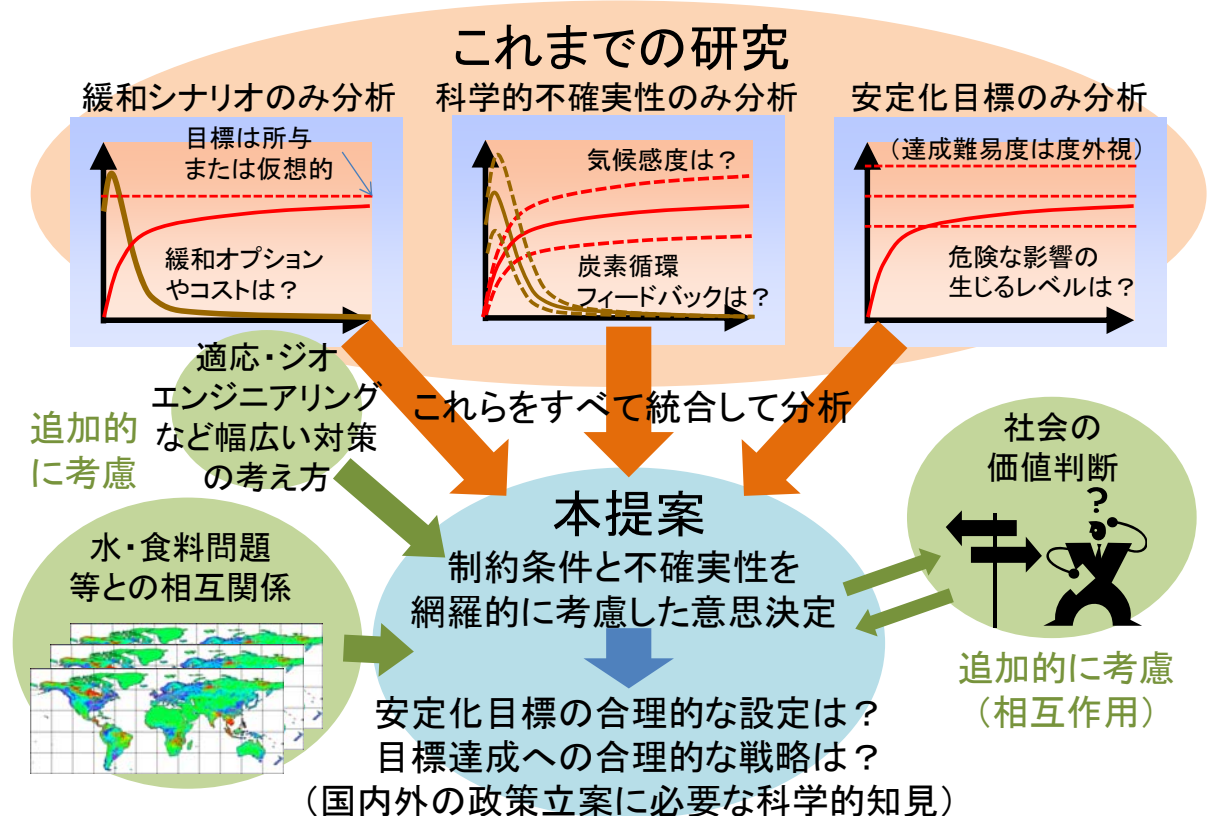 これまでの研究
緩和シナリオのみ分析
目標は所与
または仮想的
緩和オプション
やコストは？
科学的不確実性のみ分析
気候感度は？
炭素循環
フィードバックは？
安定化目標のみ分析
（達成難易度は度外視）
危険な影響の
生じるレベルは？
これらをすべて統合して分析
適応・ジオ
エンジニアリング
など幅広い対策
の考え方
追加的
に考慮
水・食料問題
等との相互関係
本提案
制約条件と不確実性を
網羅的に考慮した意思決定
安定化目標の合理的な設定は？
目標達成への合理的な戦略は？
（国内外の政策立案に必要な科学的知見）
社会の
価値判断
?
追加的に考慮
（相互作用）